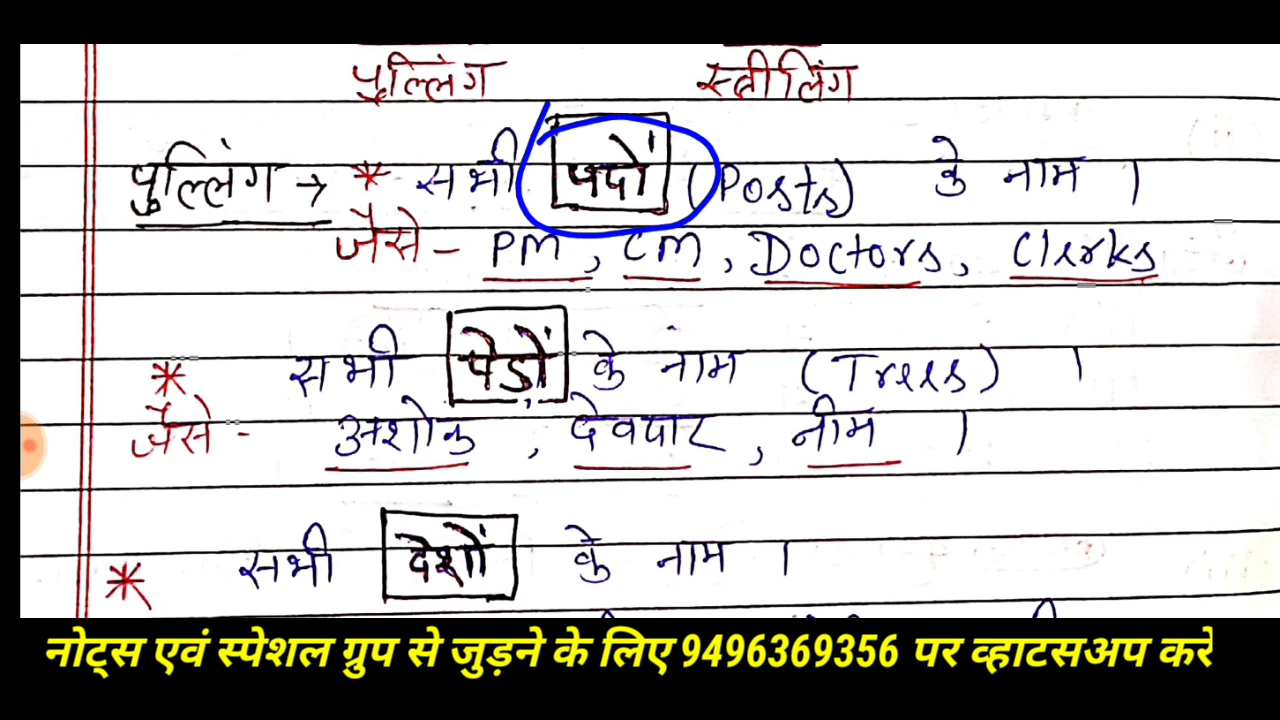 पुल्लिंग स्त्रीलिंग
पुल्लिंग → * सभी पदों (Posts) के नाम ।
जैसे - PM, CM, Doctors, Clerks
* सभी पेडों के नाम (Trees) ।
जैसे - अशोक, देवदार, नीम ।
* सभी देशों के नाम ।
नोट्स एवं स्पेशल ग्रुप से जुड़ने के लिए 9496369356 पर व्हाटसअप करे